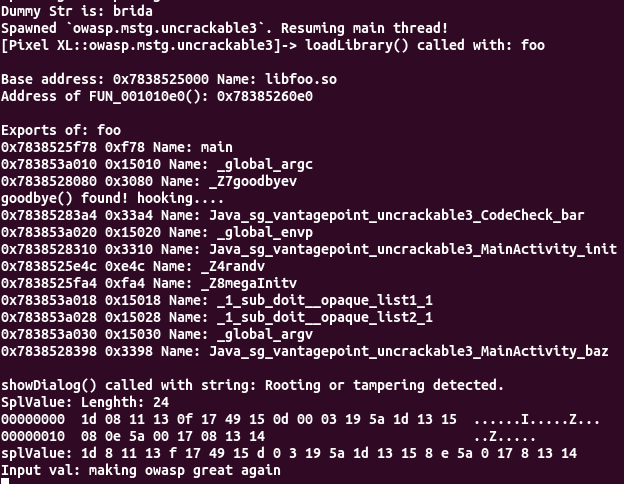 Dummy Str is: brida
Spawned `owasp.mstg.uncrackable3`. Resuming main thread!
[Pixel XL::owasp.mstg.uncrackable3]-> loadLibrary() called with: foo
Base address: 0x7838525000 Name: libfoo.so
Address of FUN_001010e0(): 0x78385260e0
Exports of: foo
0x7838525f78 0xf78 Name: main
0x783853a010 0x15010 Name: _global_argc
0x7838528080 0x3080 Name: _Z7goodbyev
goodbye() found! hooking....
0x78385283a4 0x33a4 Name: Java_sg_vantagepoint_uncrackable3_CodeCheck_bar
0x783853a020 0x15020 Name: _global_envp
0x7838528310 0x3310 Name: Java_sg_vantagepoint_uncrackable3_MainActivity_init
0x7838525e4c 0xe4c Name: _Z4randv
0x7838525fa4 0xfa4 Name: _Z8megaInitv
0x783853a018 0x15018 Name: _1_sub_doit__opaque_list1_1
0x783853a028 0x15028 Name: _1_sub_doit__opaque_list2_1
0x783853a030 0x15030 Name: _global_argv
0x7838528398 0x3398 Name: Java_sg_vantagepoint_uncrackable3_MainActivity_baz
showDialog() called with string: Rooting or tampering detected.
SplValue: Lenghth: 24
00000000  1d 08 11 13 0f 17 49 15 0d 00 03 19 5a 1d 13 15  ......I.....Z...
00000010  08 0e 5a 00 17 08 13 14                          ..Z.....
splValue: 1d 8 11 13 f 17 49 15 d 0 3 19 5a 1d 13 15 8 e 5a 0 17 8 13 14
Input val: making owasp great again